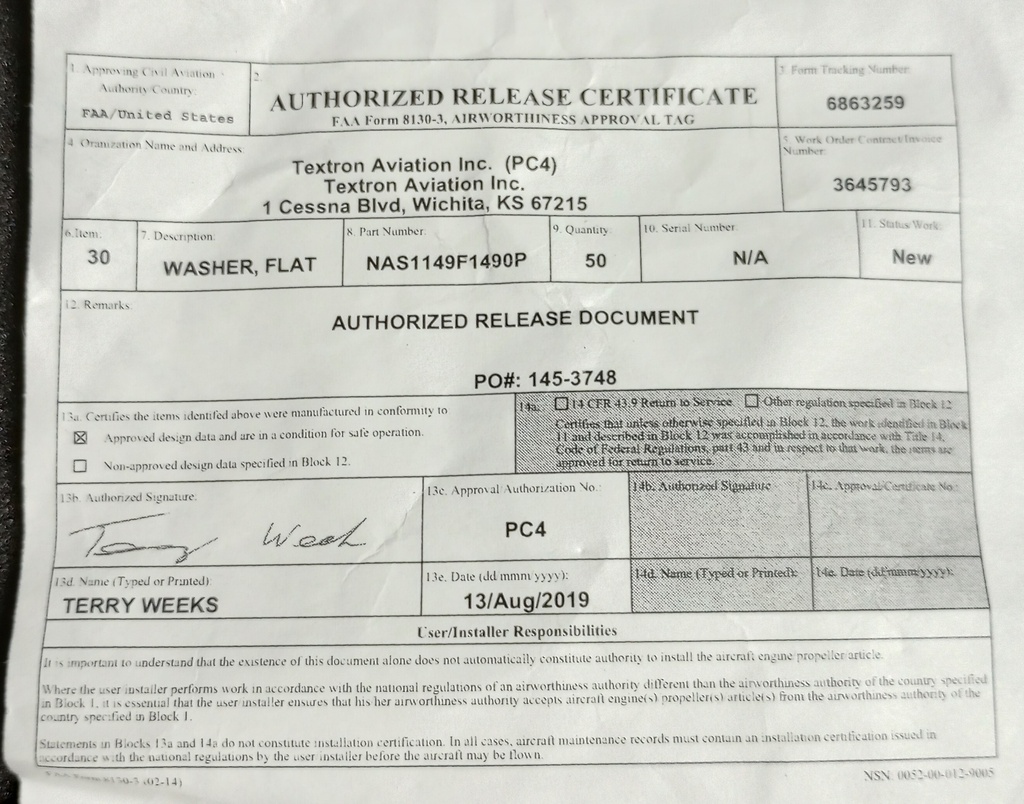 1. Approving Civil Aviation
Authority Country:
FAA/United States
2.
AUTHORIZED RELEASE CERTIFICATE
FAA Form 8130-3, AIRWORTHINESS APPROVAL TAG
3. Form Tracking Number:
6863259
4. Oranization Name and Address:
Textron Aviation Inc. (PC4)
Textron Aviation Inc.
1 Cessna Blvd, Wichita, KS 67215
5. Work Order/Contract/Invoice
Number:
3645793
6.Item:
30
7. Description:
WASHER, FLAT
8. Part Number:
NAS1149F1490P
9. Quantity:
50
10. Serial Number:
N/A
11. Status/Work:
New
12. Remarks:
AUTHORIZED RELEASE DOCUMENT
PO#: 145-3748
13a. Certifies the items identifed above were manufactured in conformity to
Approved design data and are in a condition for safe operation.
Non-approved design data specified in Block 12.
14a. 14 CFR 43.9 Return to Service Other regulation specified in Block 12
Certifies that unless otherwise specified in Block 12, the work identified in Block
11 and described in Block 12 was accomplished in accordance with Title 14,
Code of Federal Regulations, part 43 and in respect to that work, the items are
approved for return to service.
13b. Authorized Signature:
Terry Weeks
13c. Approval Authorization No.:
PC4
14b. Authorized Signature
14c. Approval/Certificate No.:
13d. Name (Typed or Printed):
TERRY WEEKS
13e. Date (dd/mmm/yyyy):
13/Aug/2019
14d. Name (Typed or Printed):
14e. Date (dd/mmm/yyyy):
User/Installer Responsibilities
It is important to understand that the existence of this document alone does not automatically constitute authority to install the aircraft/engine/propeller/article.
Where the user/installer performs work in accordance with the national regulations of an airworthiness authority different than the airworthiness authority of the country specified
in Block 1, it is essential that the user/installer ensures that his/her airworthiness authority accepts aircraft engine(s)/propeller(s)/article(s) from the airworthiness authority of the
country specified in Block 1.
Statements in Blocks 13a and 14a do not constitute installation certification. In all cases, aircraft maintenance records must contain an installation certification issued in
accordance with the national regulations by the user/installer before the aircraft may be flown.
8130-3 (02-14)
NSN: 0052-00-012-9005